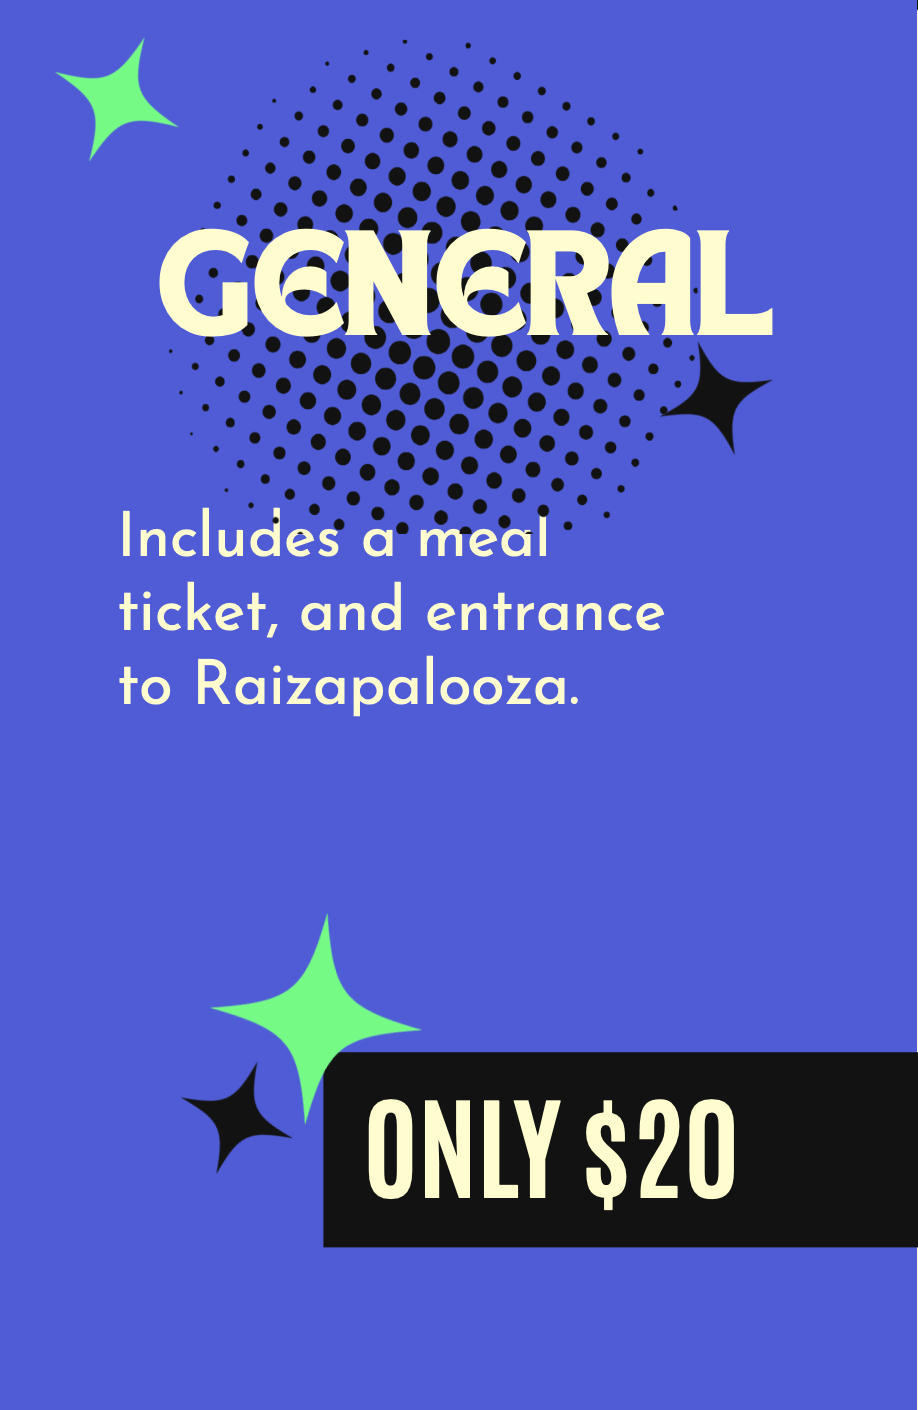 GENERAL
Includes a meal
ticket, and entrance
to Raizapalooza.
ONLY $20